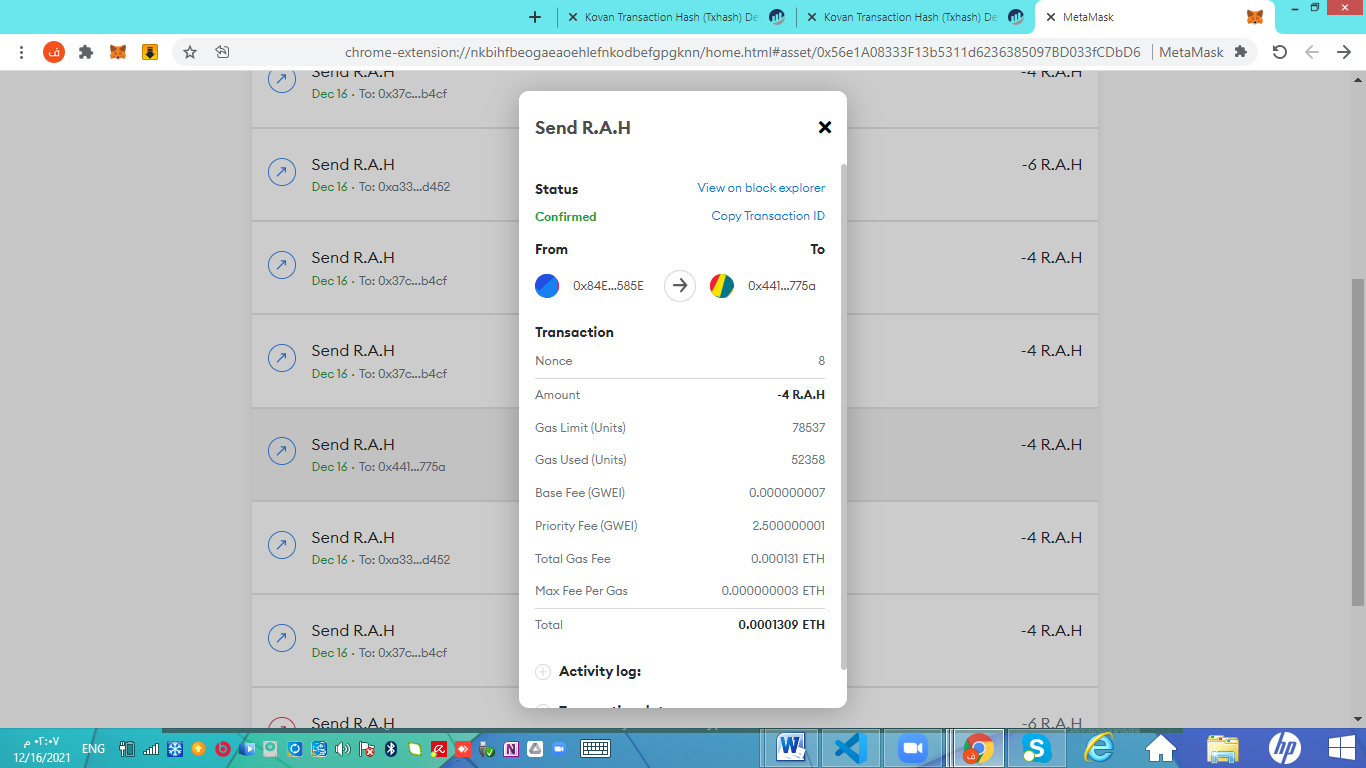 Kovan Transaction Hash (Txhash) De
Kovan Transaction Hash (Txhash) De
MetaMask
ف
chrome-extension://nkbihfbeogaeaoehlefnkodbefgpgknn/home.html#asset/0x56e1A08333F13b5311d6236385097BD033fCDbD6
MetaMask
-4 R.A.H
Dec 16 · To: 0x37c...b4cf
Send R.A.H
-6 R.A.H
Dec 16 · To: 0xa33...d452
Send R.A.H
-4 R.A.H
Dec 16 · To: 0x37c...b4cf
Send R.A.H
-4 R.A.H
Dec 16 · To: 0x37c...b4cf
Send R.A.H
-4 R.A.H
Dec 16 · To: 0x441...775a
Send R.A.H
-4 R.A.H
Dec 16 · To: 0xa33...d452
Send R.A.H
-4 R.A.H
Dec 16 · To: 0x37c...b4cf
Send R.A.H
-6 R.A.H
Send R.A.H
Status
View on block explorer
Confirmed
Copy Transaction ID
From
To
0x84E...585E
0x441...775a
Transaction
Nonce 8
Amount -4 R.A.H
Gas Limit (Units) 78537
Gas Used (Units) 52358
Base Fee (GWEI) 0.000000007
Priority Fee (GWEI) 2.500000001
Total Gas Fee 0.000131 ETH
Max Fee Per Gas 0.000000003 ETH
Total 0.0001309 ETH
Activity log:
م ٠٢:٠٧
12/16/2021
ENG